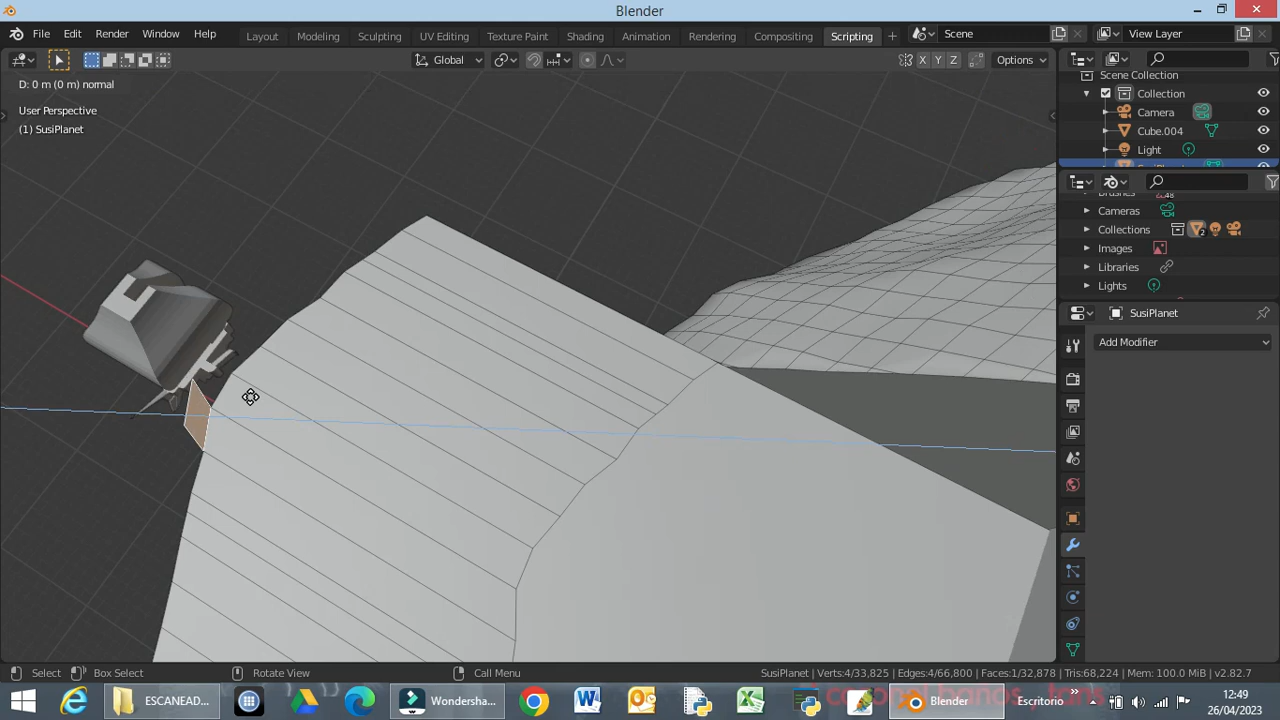 Blender
File Edit Render Window Help
Layout Modeling Sculpting UV Editing Texture Paint Shading Animation Rendering Compositing Scripting + Scene View Layer
Global X Y Z Options
D: 0 m (0 m) normal
User Perspective
(1) SusiPlanet
Scene Collection
Collection
Camera
Cube.004
Light
Cameras
Collections 2
Images
Libraries
Lights
SusiPlanet
Add Modifier
Select Box Select Rotate View Call Menu SusiPlanet | Verts:4/33,825 | Edges:4/66,800 | Faces:1/32,878 | Tris:68,224 | Mem: 100.0 MiB | v2.82.7
ESCANEAD... Wondersha... Blender Escritorio
12:49
26/04/2023